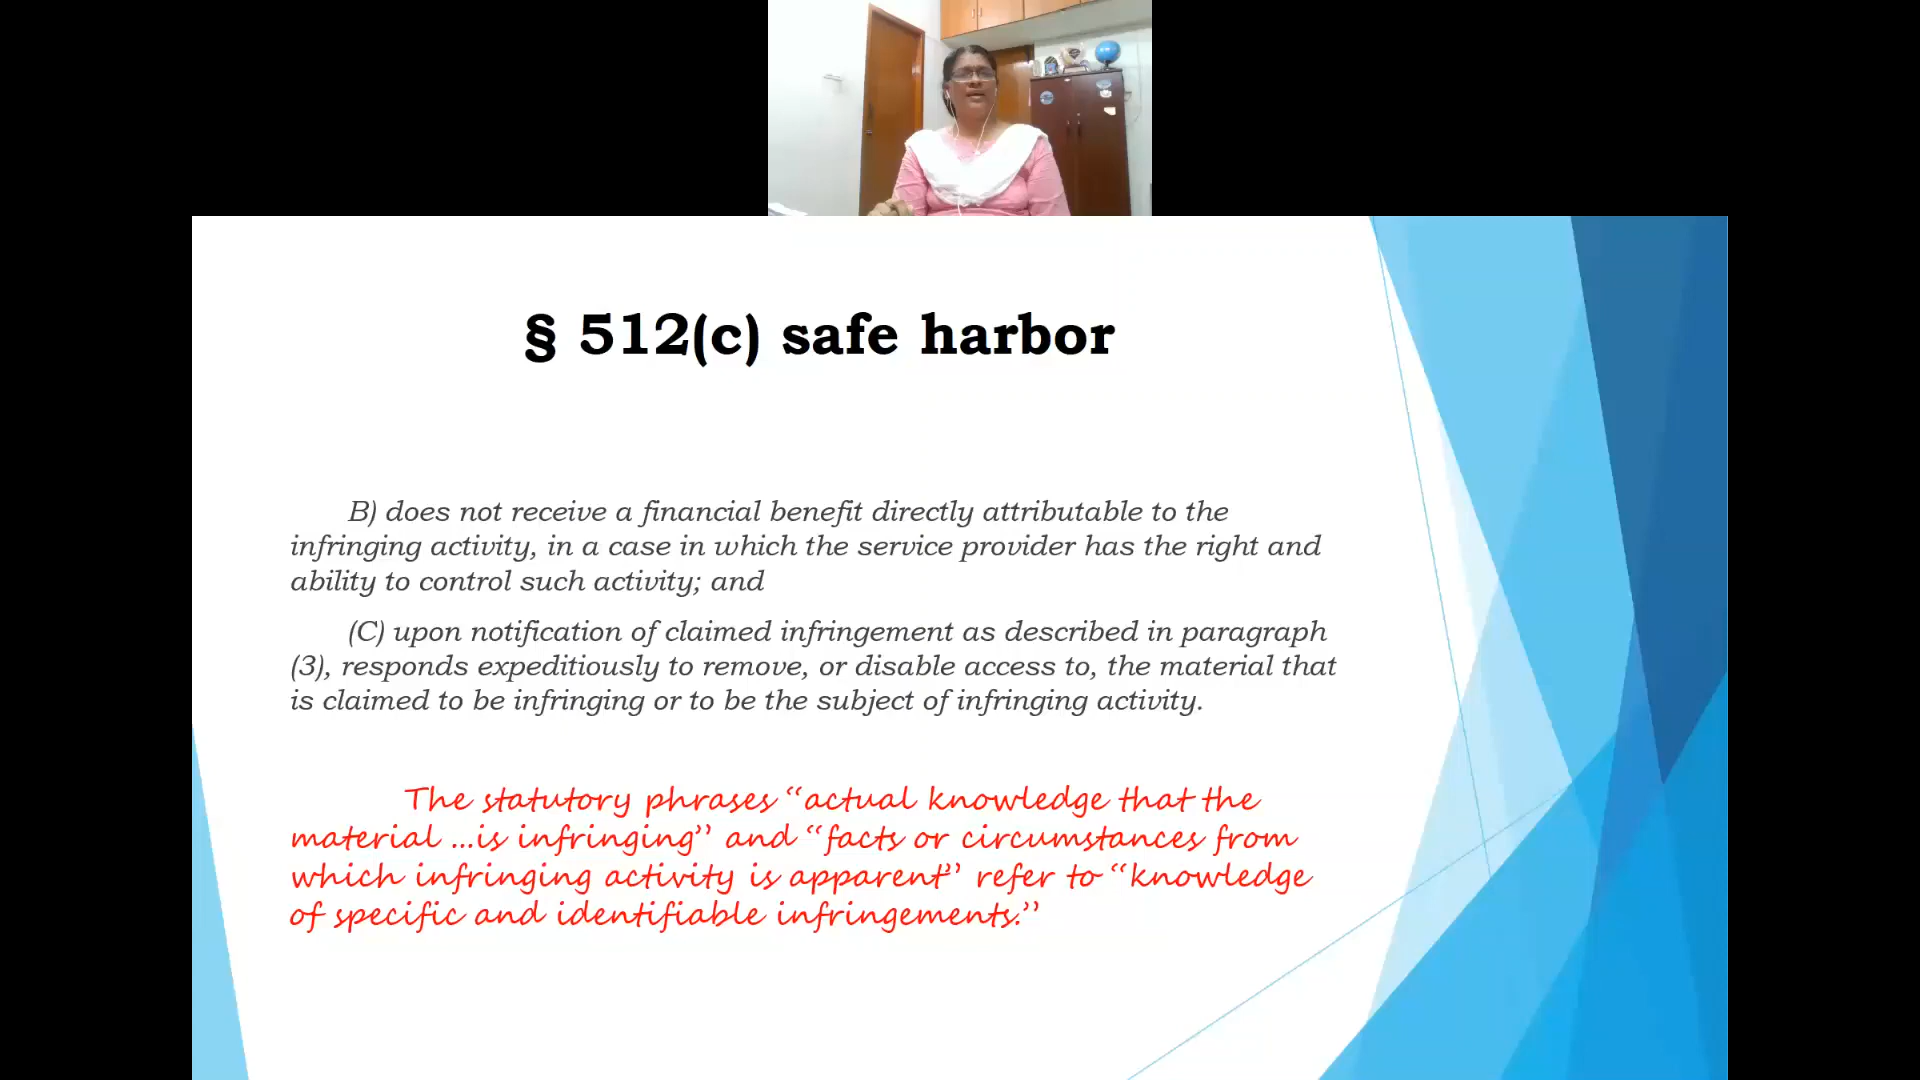 § 512(c) safe harbor
B) does not receive a financial benefit directly attributable to the
infringing activity, in a case in which the service provider has the right and
ability to control such activity; and
(C) upon notification of claimed infringement as described in paragraph
(3), responds expeditiously to remove, or disable access to, the material that
is claimed to be infringing or to be the subject of infringing activity.
The statutory phrases “actual knowledge that the
material ...is infringing” and “facts or circumstances from
which infringing activity is apparent” refer to “knowledge
of specific and identifiable infringements.”